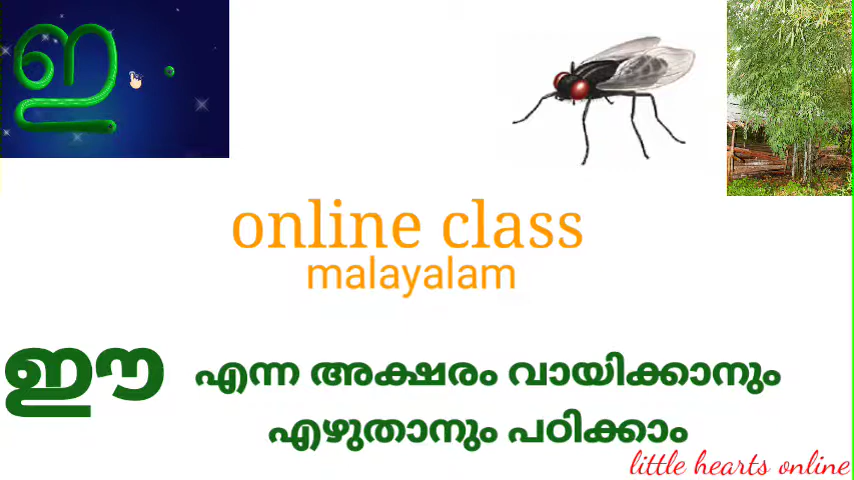 ഇ
online class
malayalam
ഈ എന്ന അക്ഷരം വായിക്കാനും
എഴുതാനും പഠിക്കാം
little hearts online